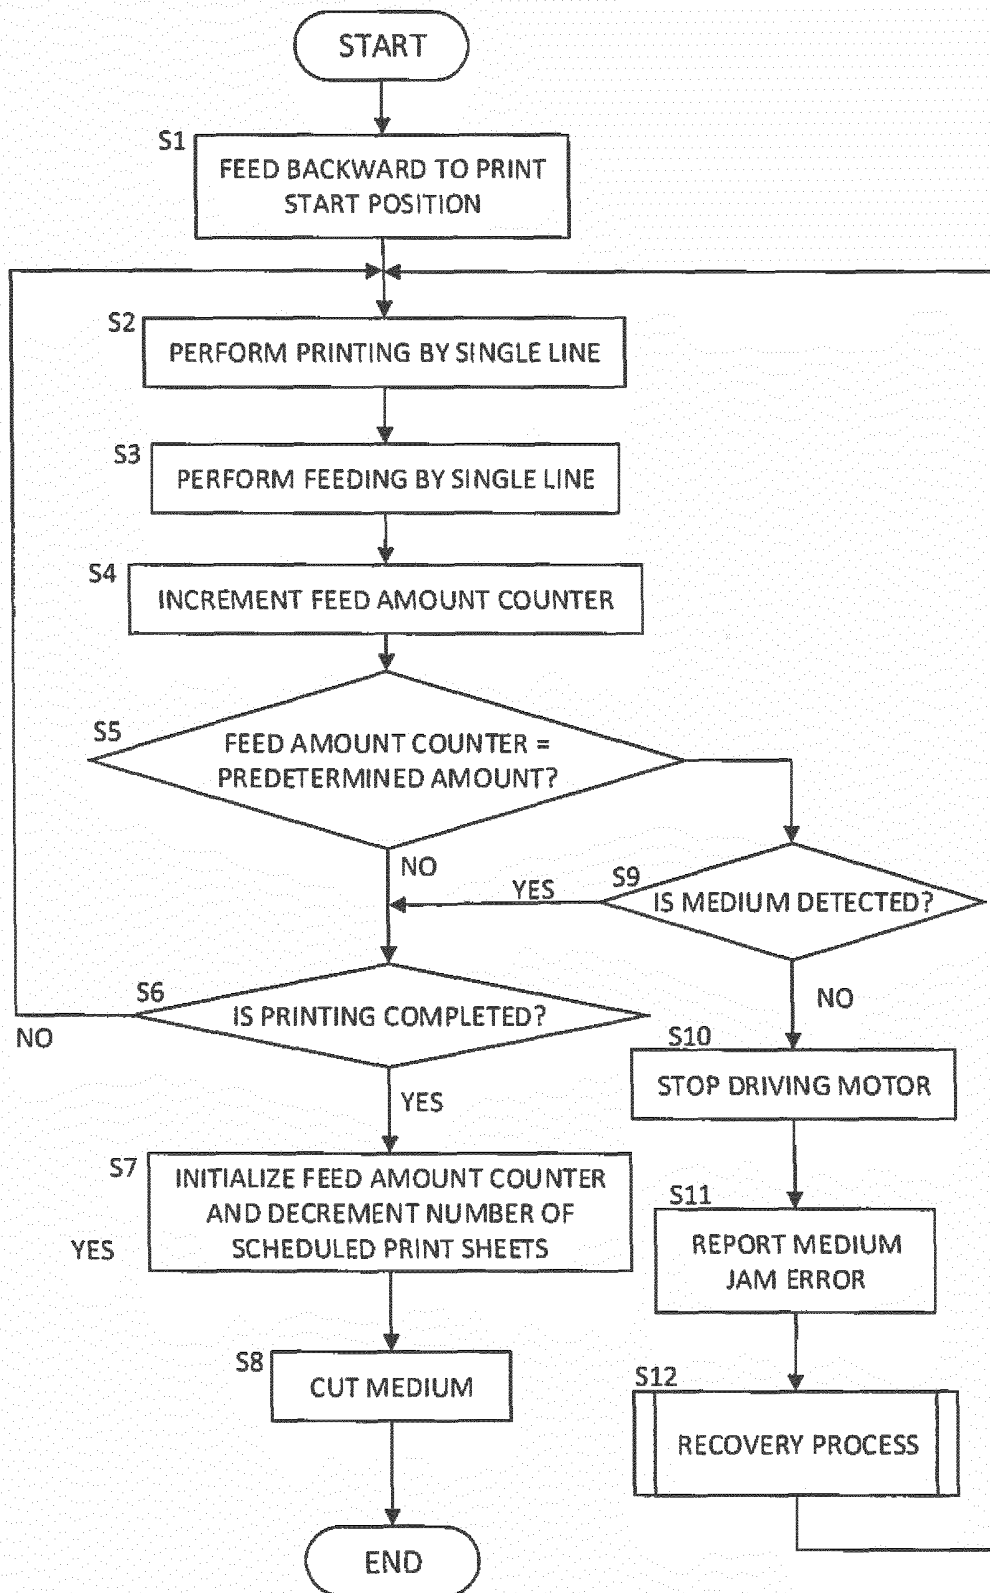 START
S1
FEED BACKWARD TO PRINT
START POSITION
S2
PERFORM PRINTING BY SINGLE LINE
S3
PERFORM FEEDING BY SINGLE LINE
S4
INCREMENT FEED AMOUNT COUNTER
S5
FEED AMOUNT COUNTER =
PREDETERMINED AMOUNT?
NO
YES
S9
IS MEDIUM DETECTED?
S6
IS PRINTING COMPLETED?
NO
NO
YES
S10
STOP DRIVING MOTOR
S7
INITIALIZE FEED AMOUNT COUNTER
AND DECREMENT NUMBER OF
SCHEDULED PRINT SHEETS
YES
S11
REPORT MEDIUM
JAM ERROR
S8
CUT MEDIUM
S12
RECOVERY PROCESS
END